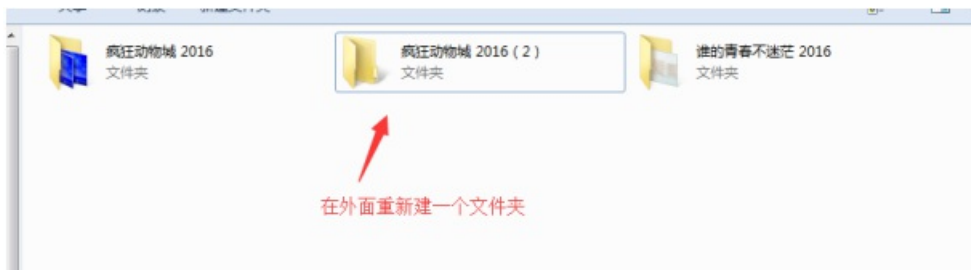 疯狂动物城 2016
文件夹
疯狂动物城 2016 ( 2 )
文件夹
谁的青春不迷茫 2016
文件夹
在外面重新建一个文件夹